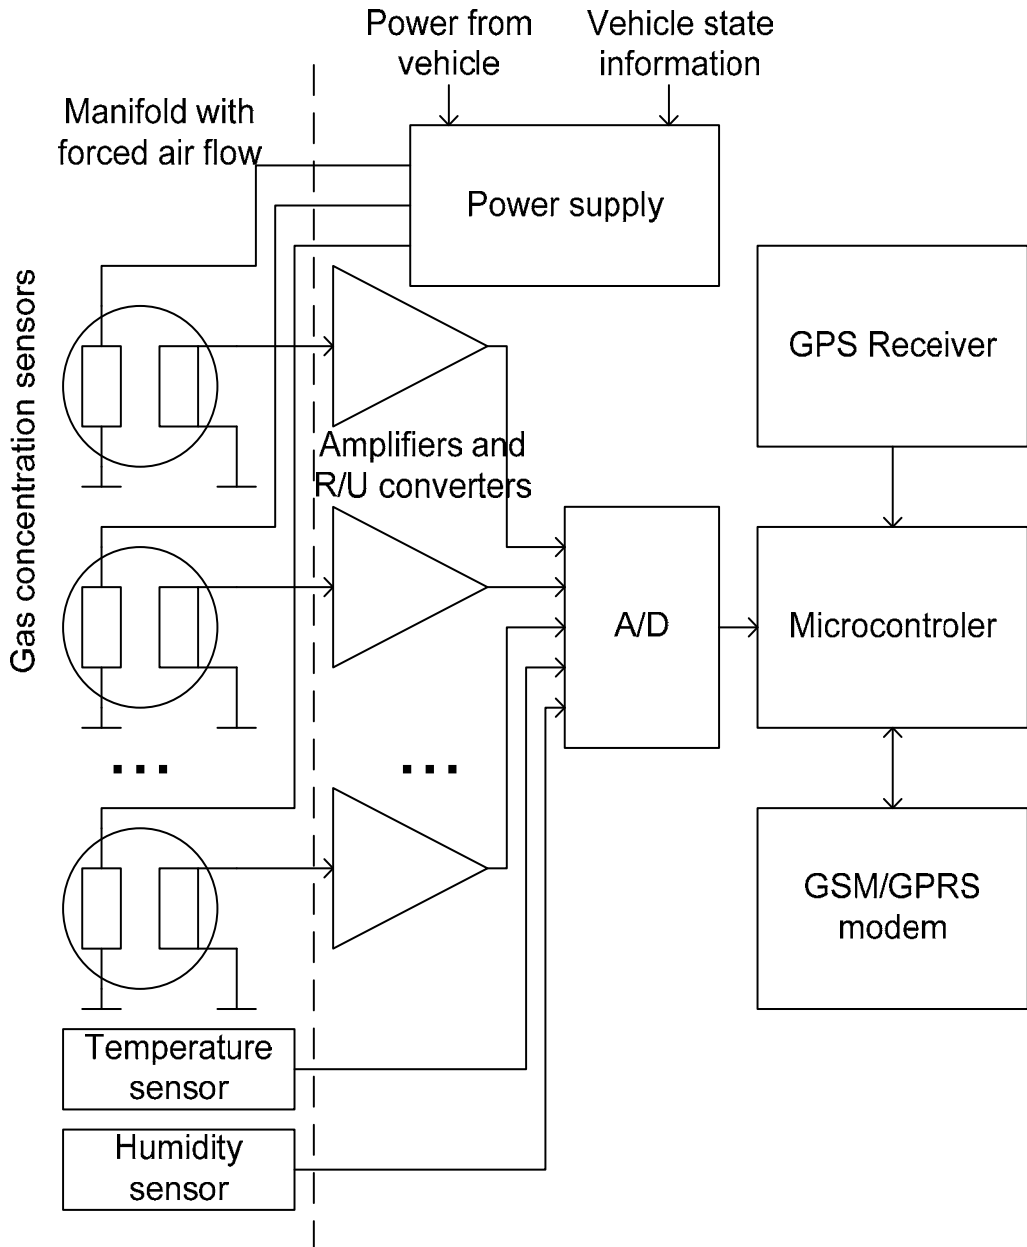 Power from
vehicle
Vehicle state
information
Manifold with
forced air flow
Power supply
Gas concentration sensors
GPS Receiver
Amplifiers and
R/U converters
A/D
Microcontroler
...
...
GSM/GPRS
modem
Temperature
sensor
Humidity
sensor